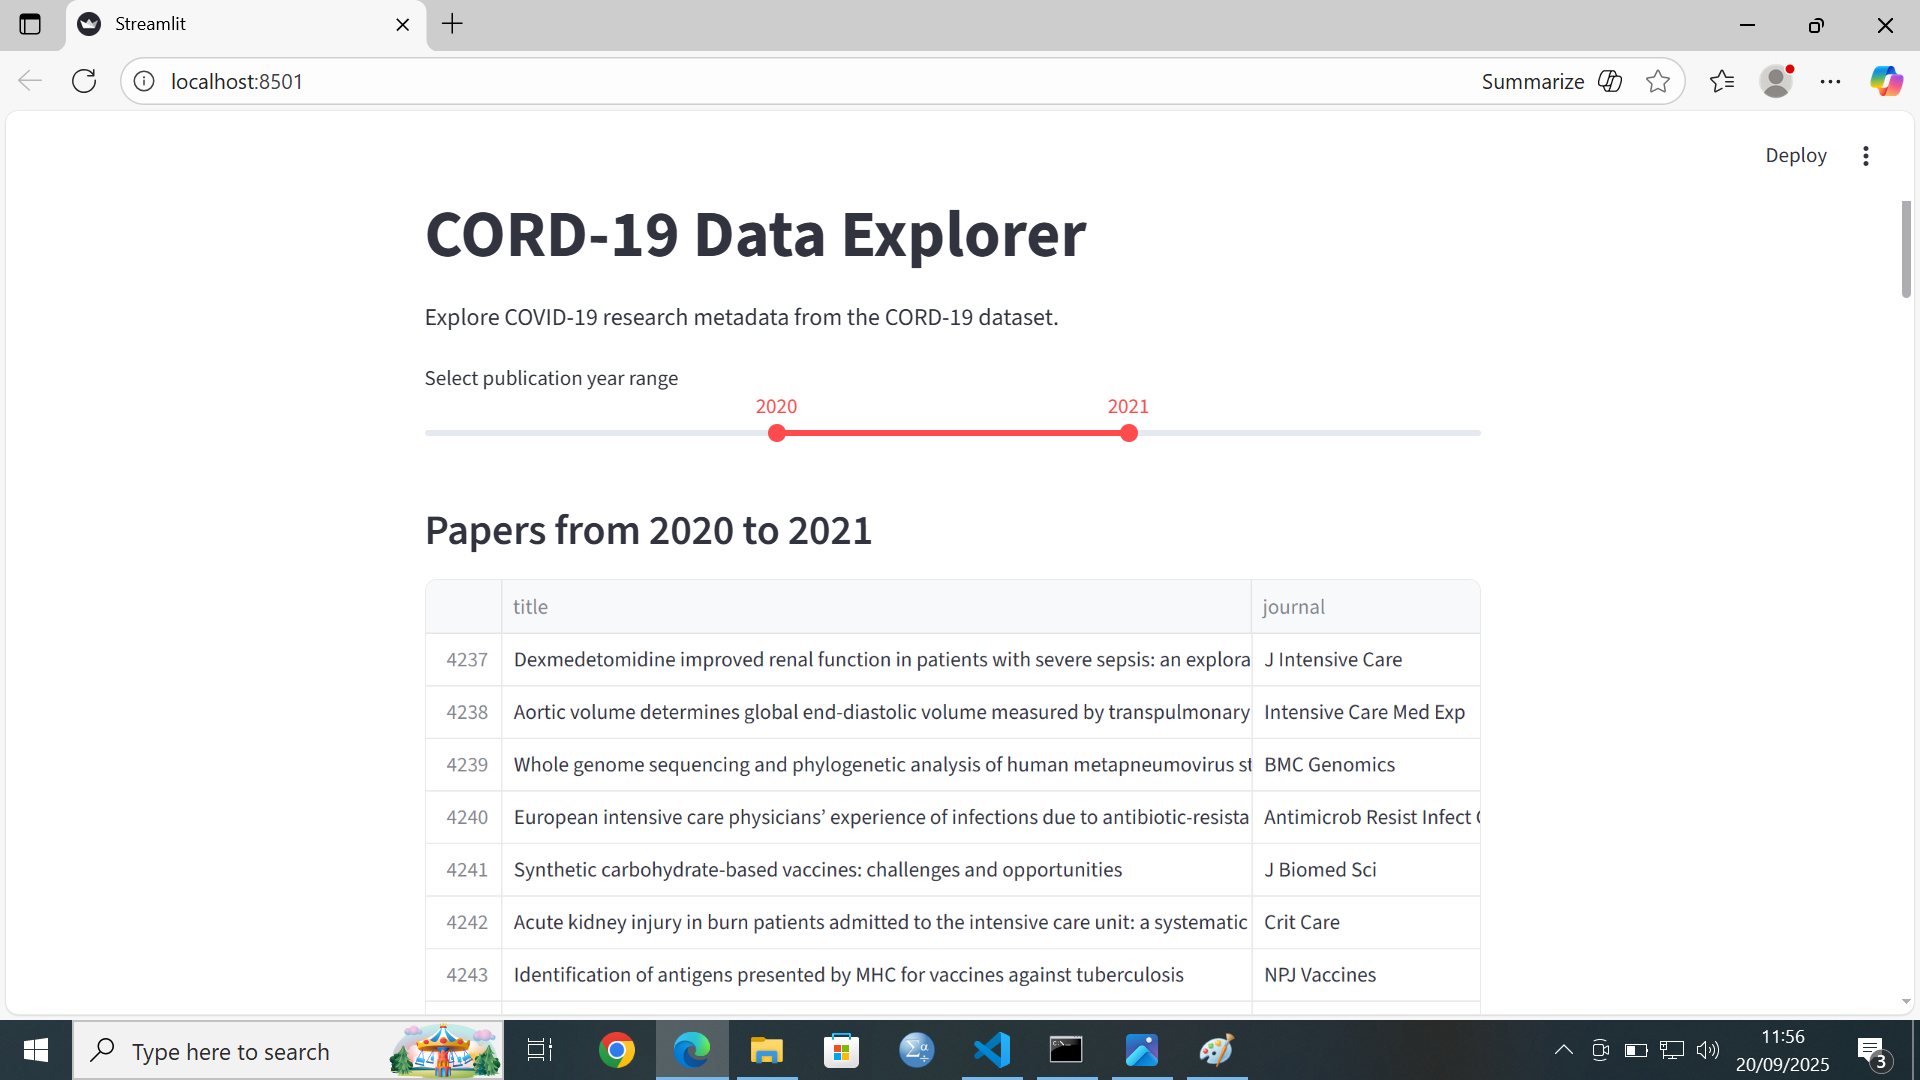 Streamlit
localhost:8501
Summarize
Deploy
CORD-19 Data Explorer
Explore COVID-19 research metadata from the CORD-19 dataset.
Select publication year range
2020 2021
Papers from 2020 to 2021
title journal
4237 Dexmedetomidine improved renal function in patients with severe sepsis: an explora J Intensive Care
4238 Aortic volume determines global end-diastolic volume measured by transpulmonary Intensive Care Med Exp
4239 Whole genome sequencing and phylogenetic analysis of human metapneumovirus st BMC Genomics
4240 European intensive care physicians’ experience of infections due to antibiotic-resista Antimicrob Resist Infect
4241 Synthetic carbohydrate-based vaccines: challenges and opportunities J Biomed Sci
4242 Acute kidney injury in burn patients admitted to the intensive care unit: a systematic Crit Care
4243 Identification of antigens presented by MHC for vaccines against tuberculosis NPJ Vaccines
Type here to search
11:56
20/09/2025
3